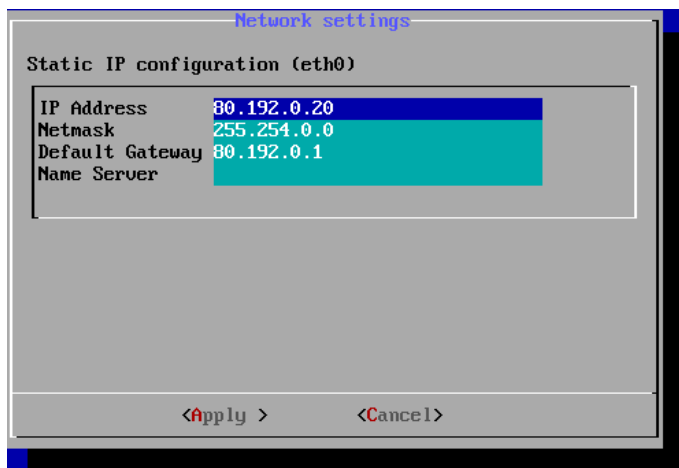 Network settings
Static IP configuration (eth0)
IP Address 80.192.0.20
Netmask 255.254.0.0
Default Gateway 80.192.0.1
Name Server
<Apply > <Cancel>